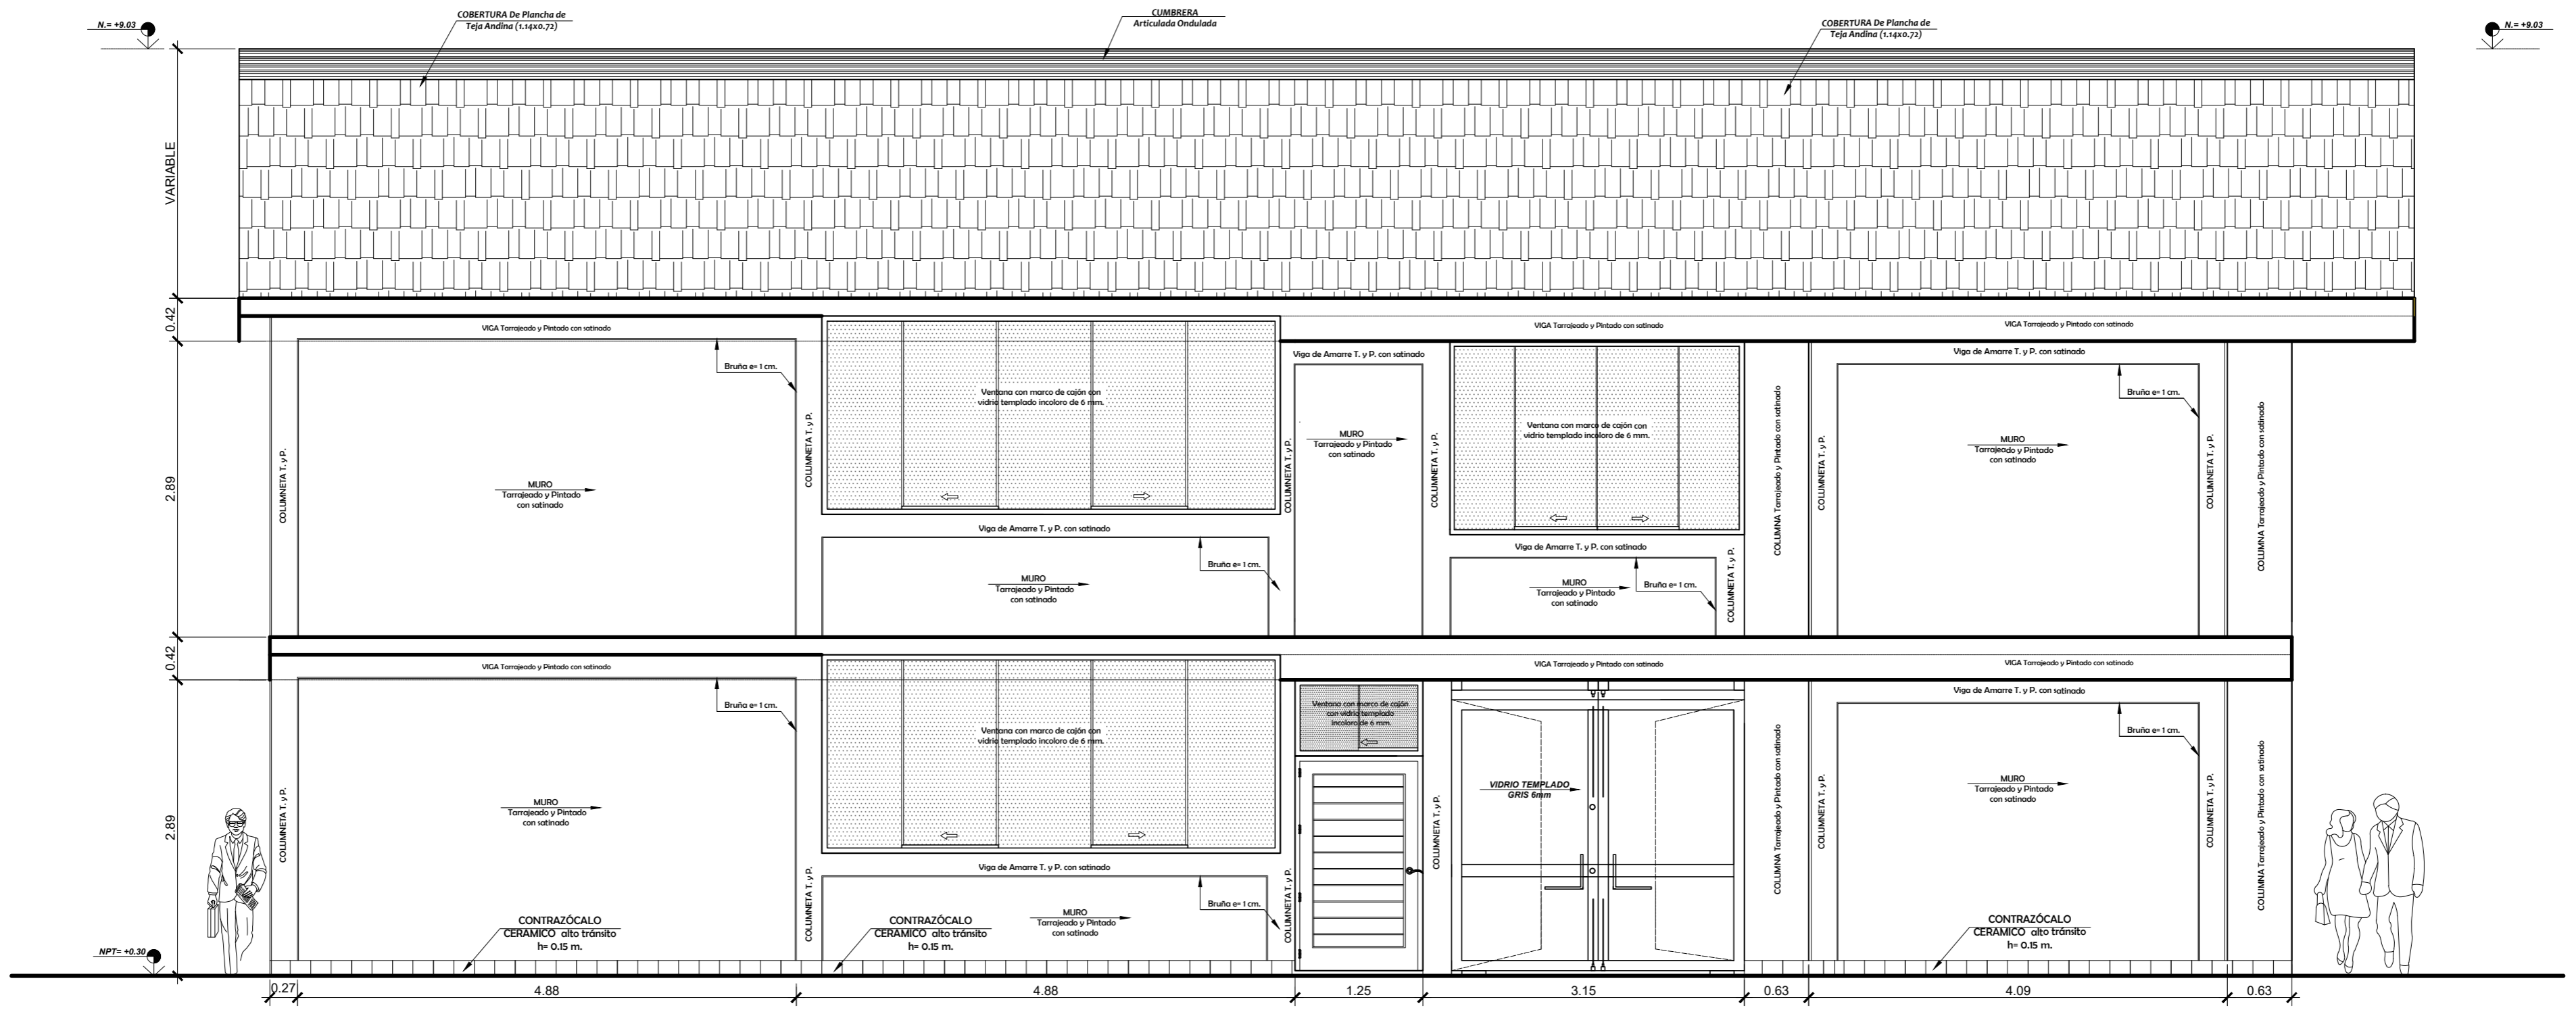 N.= +9.03
COBERTURA De Plancha de
Teja Andina (1.14x0.72)
CUMBRERA
Articulada Ondulada
COBERTURA De Plancha de
Teja Andina (1.14x0.72)
N.= +9.03
VARIABLE
0.42
VIGA Tarrajeado y Pintado con satinado
VIGA Tarrajeado y Pintado con satinado
VIGA Tarrajeado y Pintado con satinado
Viga de Amarre T. y P. con satinado
Viga de Amarre T. y P. con satinado
2.89
COLUMNETA T. y P.
Bruña e= 1 cm.
MURO
Tarrajeado y Pintado
con satinado
COLUMNETA T. y P.
Ventana con marco de cajón con
vidrio templado incoloro de 6 mm.
Viga de Amarre T. y P. con satinado
Bruña e= 1 cm.
MURO
Tarrajeado y Pintado
con satinado
COLUMNETA T. y P.
MURO
Tarrajeado y Pintado
con satinado
COLUMNETA T. y P.
Ventana con marco de cajón con
vidrio templado incoloro de 6 mm.
Viga de Amarre T. y P. con satinado
MURO
Tarrajeado y Pintado
con satinado
Bruña e= 1 cm.
COLUMNETA T. y P.
COLUMNA Tarrajeado y Pintado con satinado
COLUMNETA T. y P.
Bruña e= 1 cm.
MURO
Tarrajeado y Pintado
con satinado
COLUMNETA T. y P.
COLUMNA Tarrajeado y Pintado con satinado
0.42
VIGA Tarrajeado y Pintado con satinado
VIGA Tarrajeado y Pintado con satinado
VIGA Tarrajeado y Pintado con satinado
Viga de Amarre T. y P. con satinado
2.89
COLUMNETA T. y P.
Bruña e= 1 cm.
MURO
Tarrajeado y Pintado
con satinado
CONTRAZÓCALO
CERAMICO alto tránsito
h= 0.15 m.
COLUMNETA T. y P.
Ventana con marco de cajón con
vidrio templado incoloro de 6 mm.
Viga de Amarre T. y P. con satinado
Bruña e= 1 cm.
CONTRAZÓCALO
CERAMICO alto tránsito
h= 0.15 m.
MURO
Tarrajeado y Pintado
con satinado
COLUMNETA T. y P.
Ventana con marco de cajón
con vidrio templado
incoloro de 6 mm.
COLUMNETA T. y P.
VIDRIO TEMPLADO
GRIS 6mm
COLUMNA Tarrajeado y Pintado con satinado
COLUMNETA T. y P.
Bruña e= 1 cm.
MURO
Tarrajeado y Pintado
con satinado
CONTRAZÓCALO
CERAMICO alto tránsito
h= 0.15 m.
COLUMNETA T. y P.
COLUMNA Tarrajeado y Pintado con satinado
NPT= +0.30
0.27
4.88
4.88
1.25
3.15
0.63
4.09
0.63